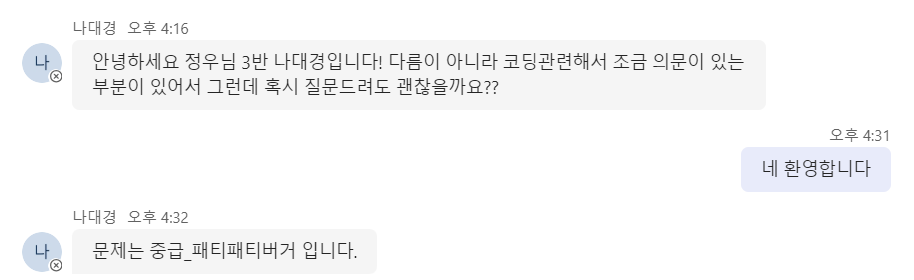 나대경 오후 4:16
나
안녕하세요 정우님 3반 나대경입니다! 다름이 아니라 코딩관련해서 조금 의문이 있는
부분이 있어서 그런데 혹시 질문드려도 괜찮을까요??
오후 4:31
네 환영합니다
나대경 오후 4:32
나
문제는 중급_패티패티버거 입니다.